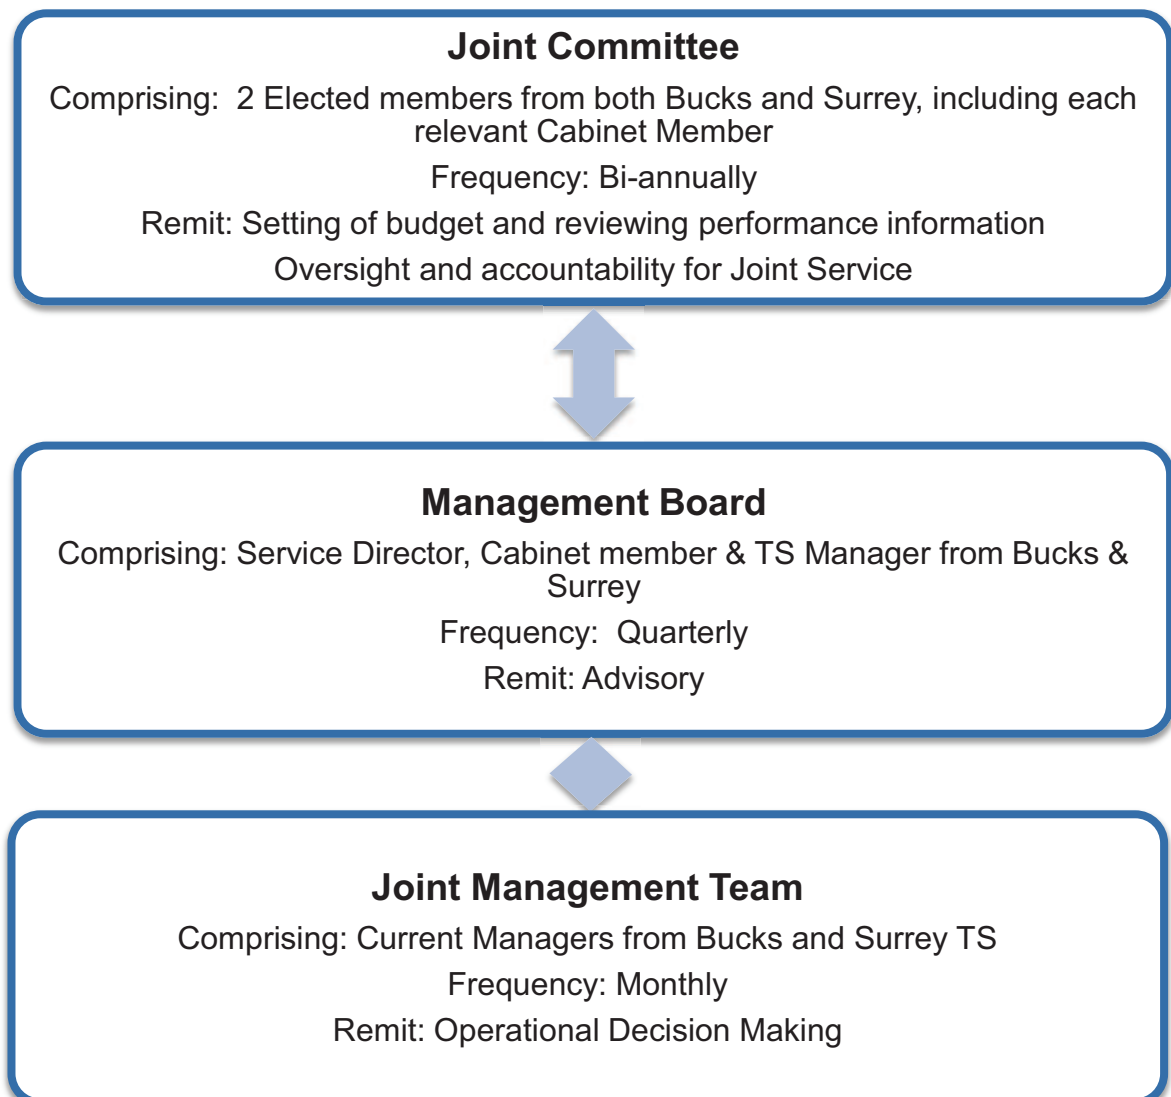 Joint Committee
Comprising:  2 Elected members from both Bucks and Surrey, including each
relevant Cabinet Member
Frequency: Bi-annually
Remit: Setting of budget and reviewing performance information
Oversight and accountability for Joint Service
Management Board
Comprising: Service Director, Cabinet member & TS Manager from Bucks &
Surrey
Frequency:  Quarterly
Remit: Advisory
Joint Management Team
Comprising: Current Managers from Bucks and Surrey TS
Frequency: Monthly
Remit: Operational Decision Making